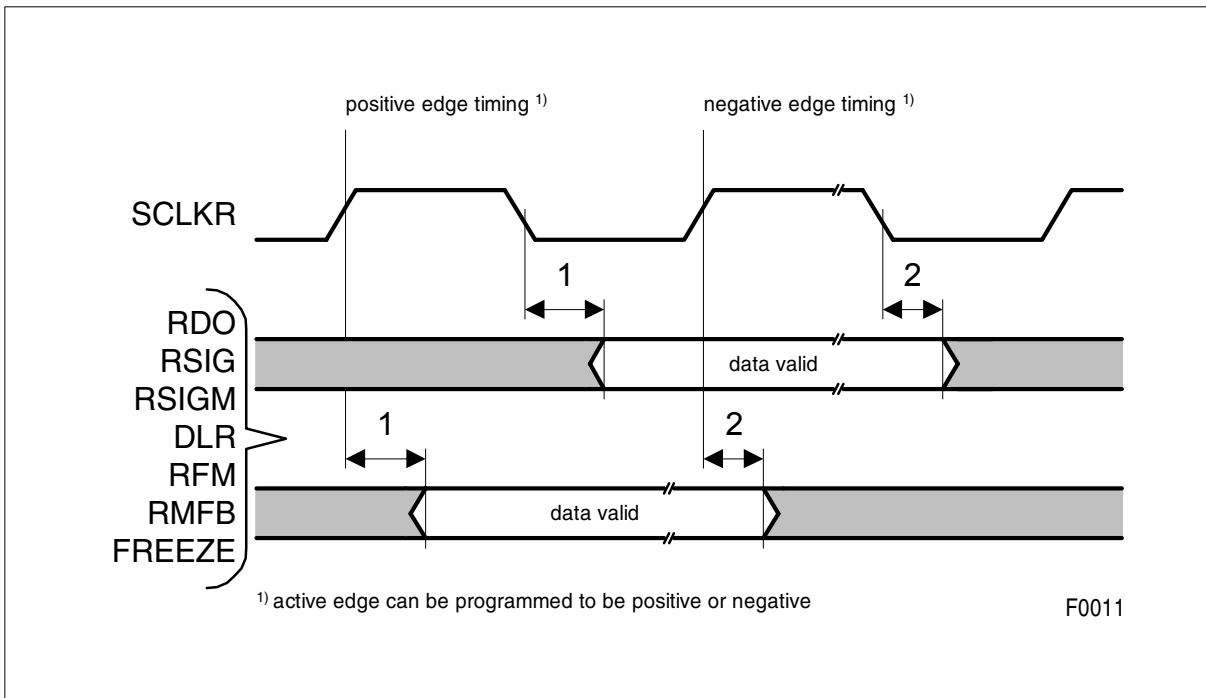 positive edge timing 1)
negative edge timing 1)
SCLKR
1
2
RDO
RSIG
data valid
RSIGM
1
2
DLR
RFM
RMFB
data valid
FREEZE
1) active edge can be programmed to be positive or negative
F0011